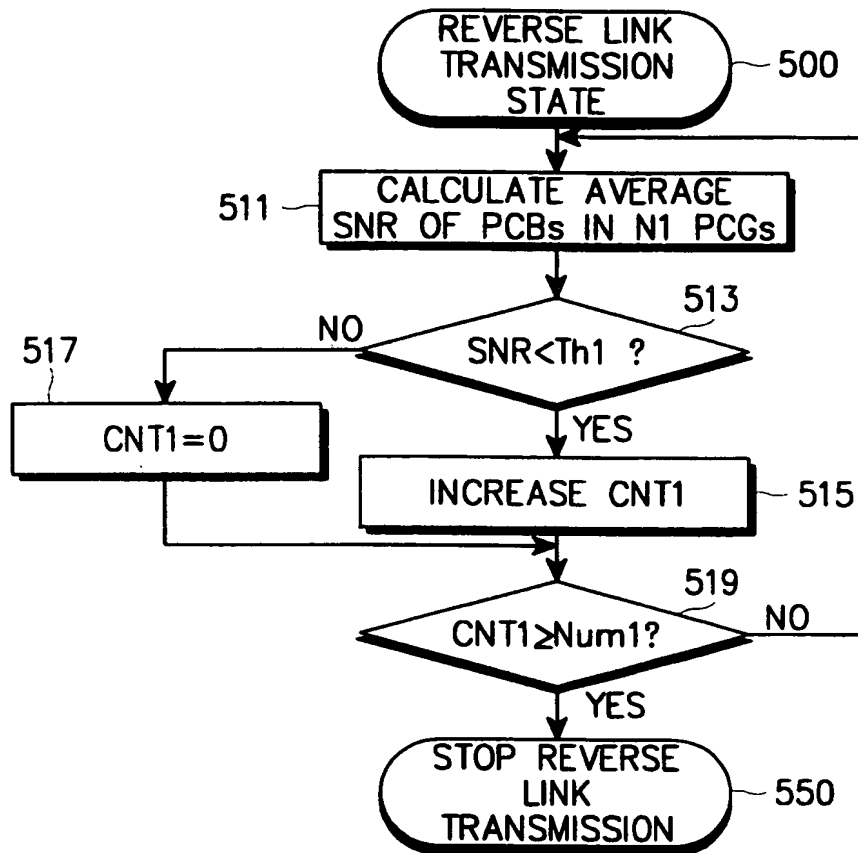 REVERSE LINK
TRANSMISSION
STATE
500
CALCULATE AVERAGE
SNR OF PCBs IN N1 PCGs
511
513
SNR<Th1 ?
NO
517
CNT1=0
YES
INCREASE CNT1
515
519
CNT1≥Num1?
NO
YES
STOP REVERSE
LINK
TRANSMISSION
550